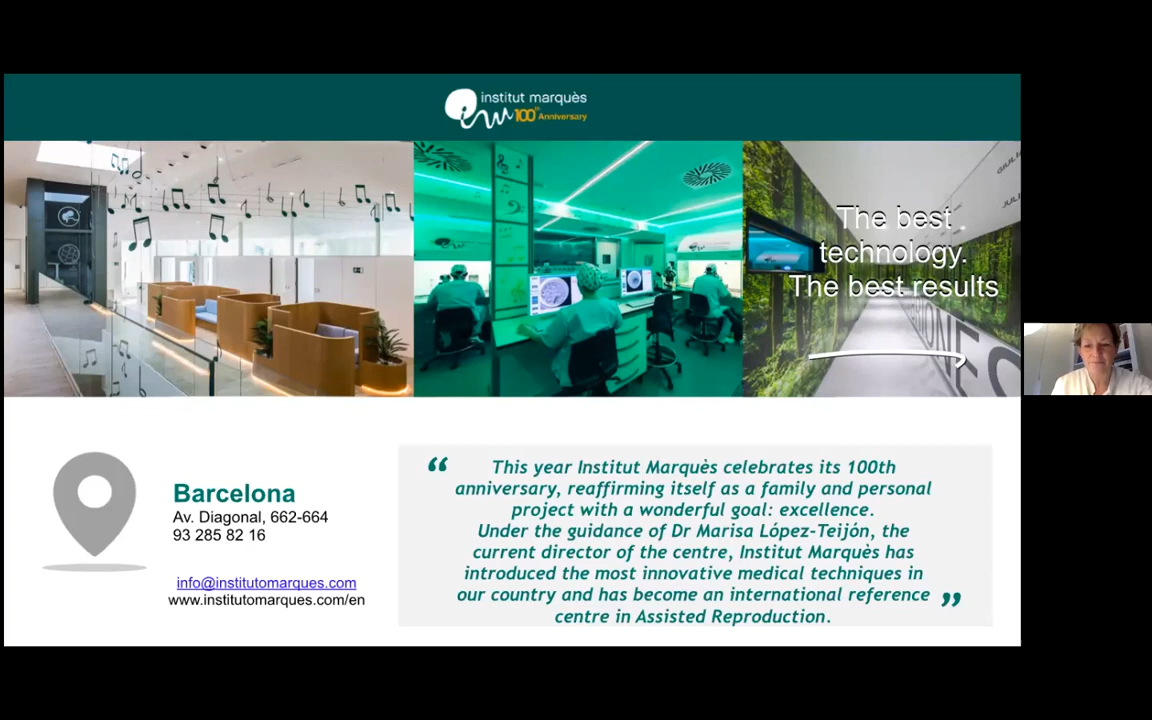 institut marquès
100th Anniversary
The best
technology.
The best results
Barcelona
Av. Diagonal, 662-664
93 285 82 16
info@institutomarques.com
www.institutomarques.com/en
“ This year Institut Marquès celebrates its 100th
anniversary, reaffirming itself as a family and personal
project with a wonderful goal: excellence.
Under the guidance of Dr Marisa López-Teijón, the
current director of the centre, Institut Marquès has
introduced the most innovative medical techniques in
our country and has become an international reference
centre in Assisted Reproduction. ”